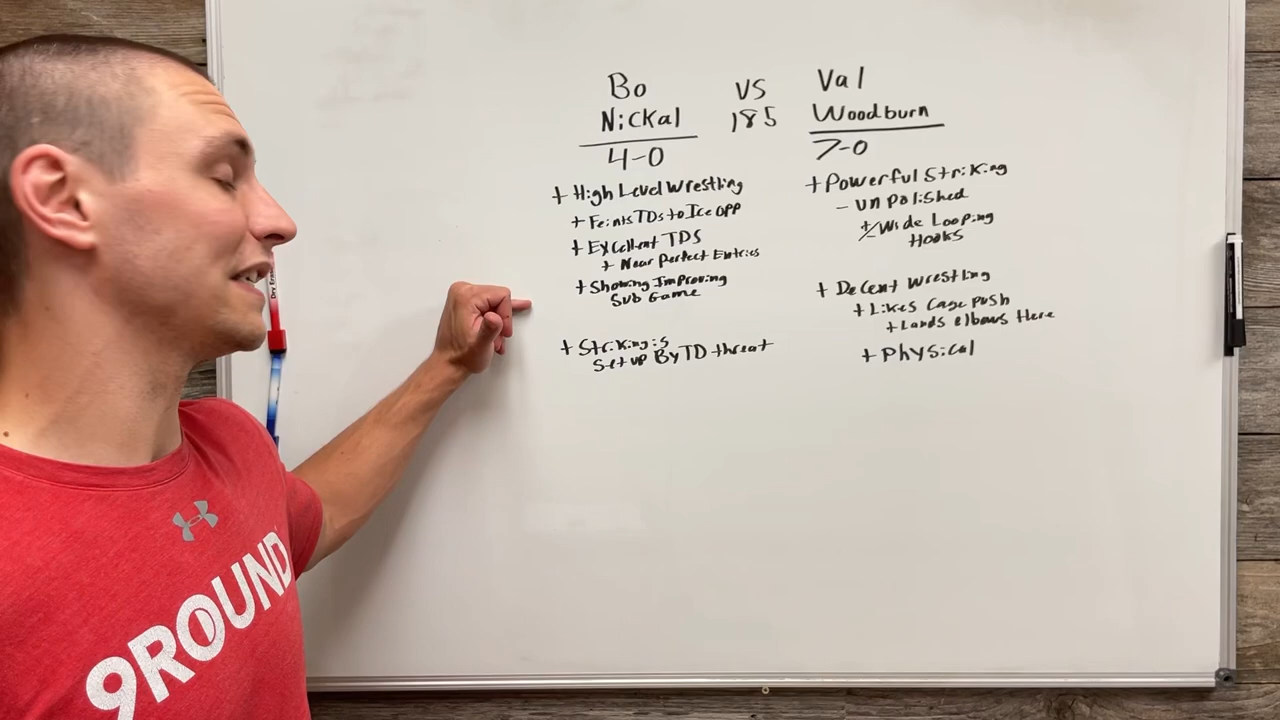 Bo
Nickal
4-0
+ High Level Wrestling
+ Feints TDs to Ice OPP
+ Excellent TDS
+ Near Perfect Entries
+ Showing Improving
Sub Game
+ Striking is
Set up By TD threat
VS
185
Val
Woodburn
7-0
+ Powerful Striking
- UnPolished
+/- Wide Looping
Hooks
+ Decent Wrestling
+ Likes Cage push
+ Lands elbows Here
+ Physical
9ROUND
Dry Eras